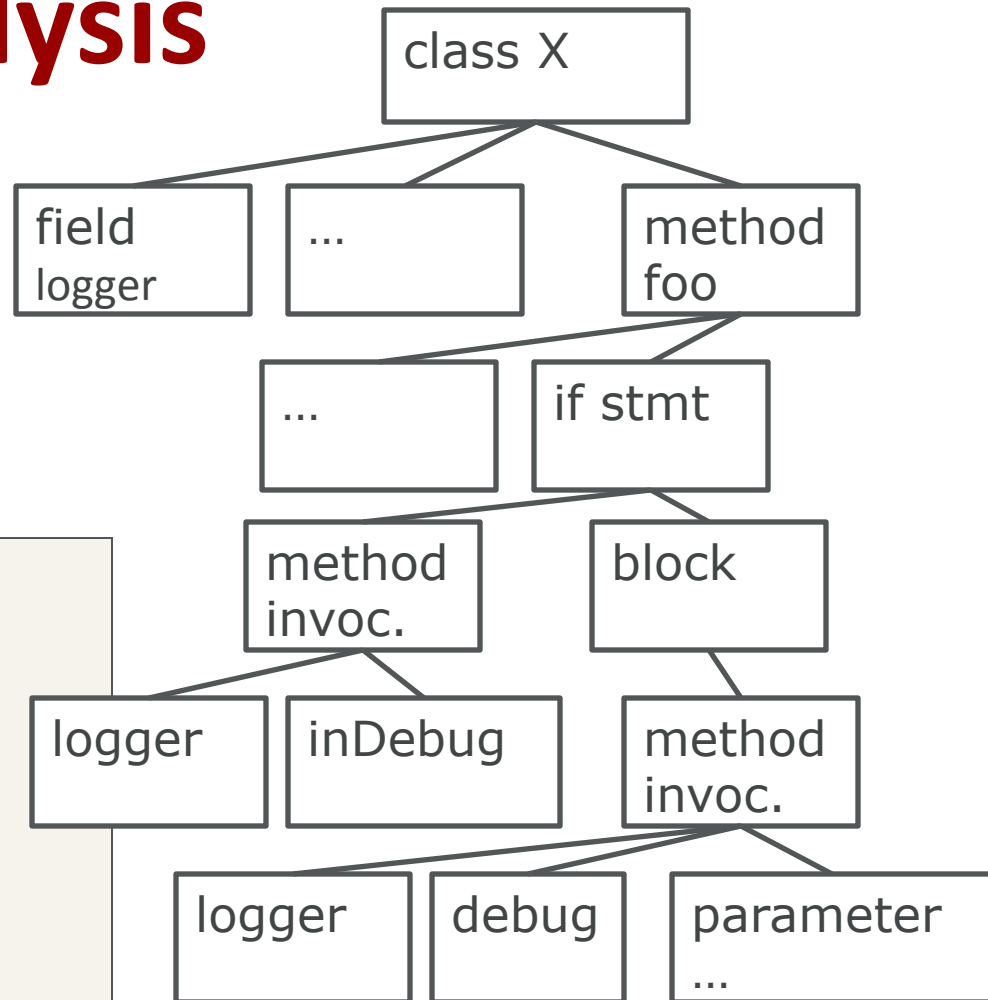 lysis
class X
field
logger
...
method
foo
...
if stmt
method
invoc.
block
logger
inDebug
method
invoc.
logger
debug
parameter
...